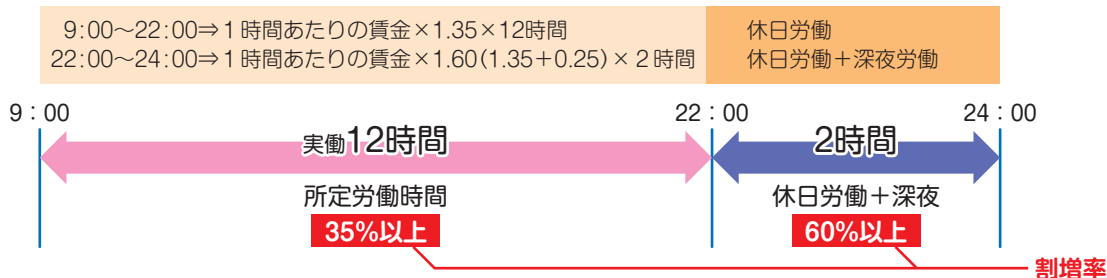 9:00～22:00⇒1時間あたりの賃金×1.35×12時間 休日労働
22:00～24:00⇒1時間あたりの賃金×1.60(1.35＋0.25)×2時間 休日労働＋深夜労働
9：00 22：00 24：00
実働12時間 2時間
所定労働時間 休日労働＋深夜
35%以上 60%以上
割増率